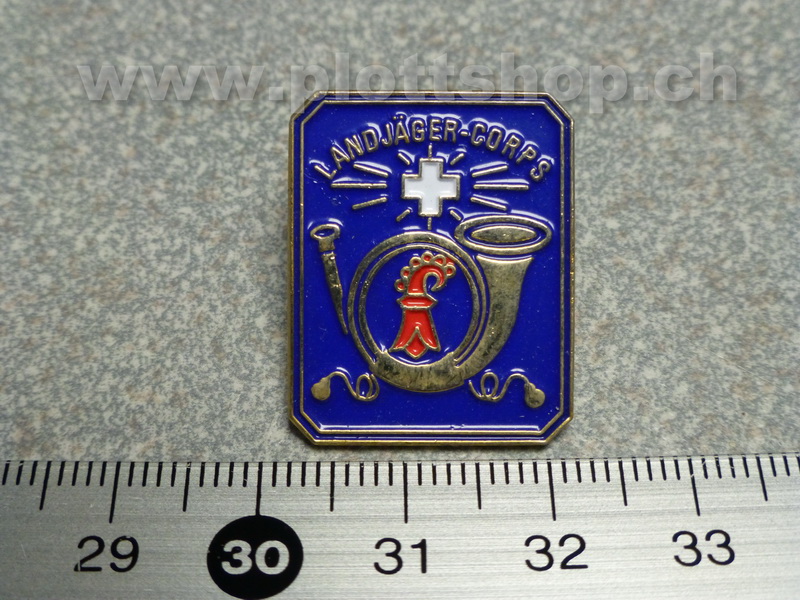 www.plottshop.ch
LANDJÄGER-CORPS
29 30 31 32 33